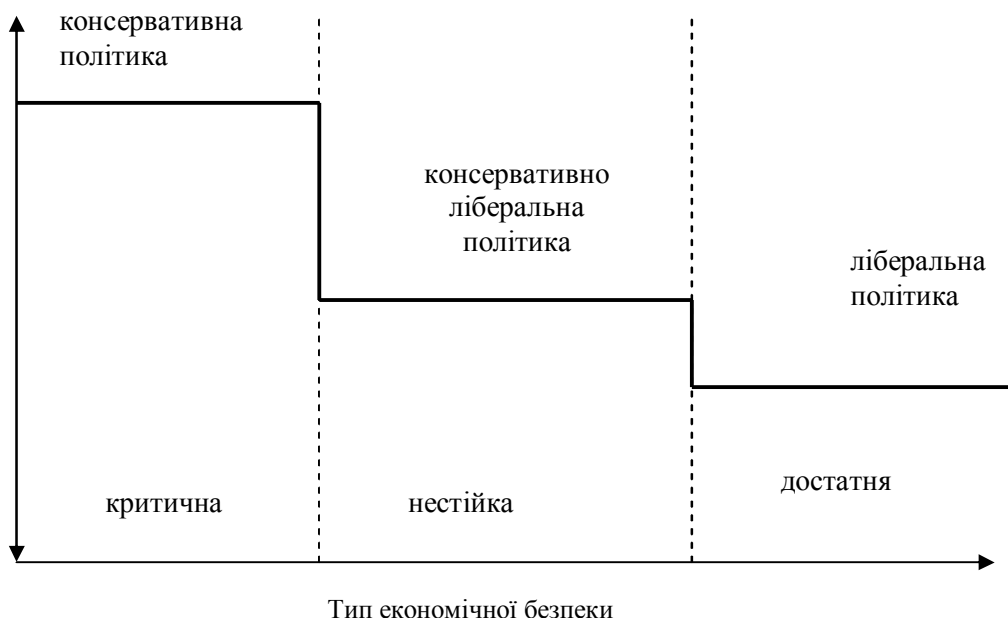 консервативна
політика
консервативно
ліберальна
політика
ліберальна
політика
критична
нестійка
достатня
Тип економічної безпеки